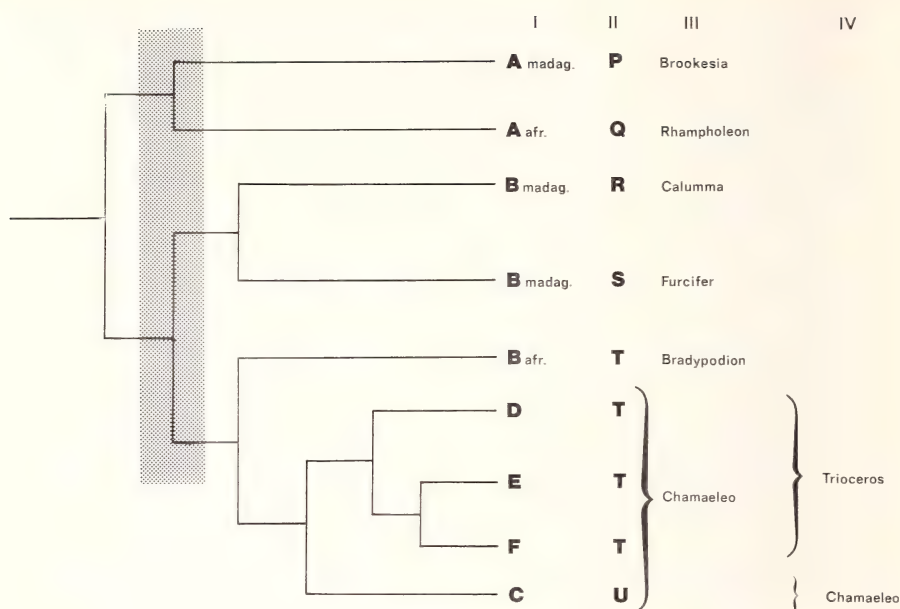 I II III IV
A madag. P Brookesia
A afr. Q Rhampholeon
B madag. R Calumma
B madag. S Furcifer
B afr. T Bradypodion
D T
E T
F T
C U
Chamaeleo
Trioceros
Chamaeleo